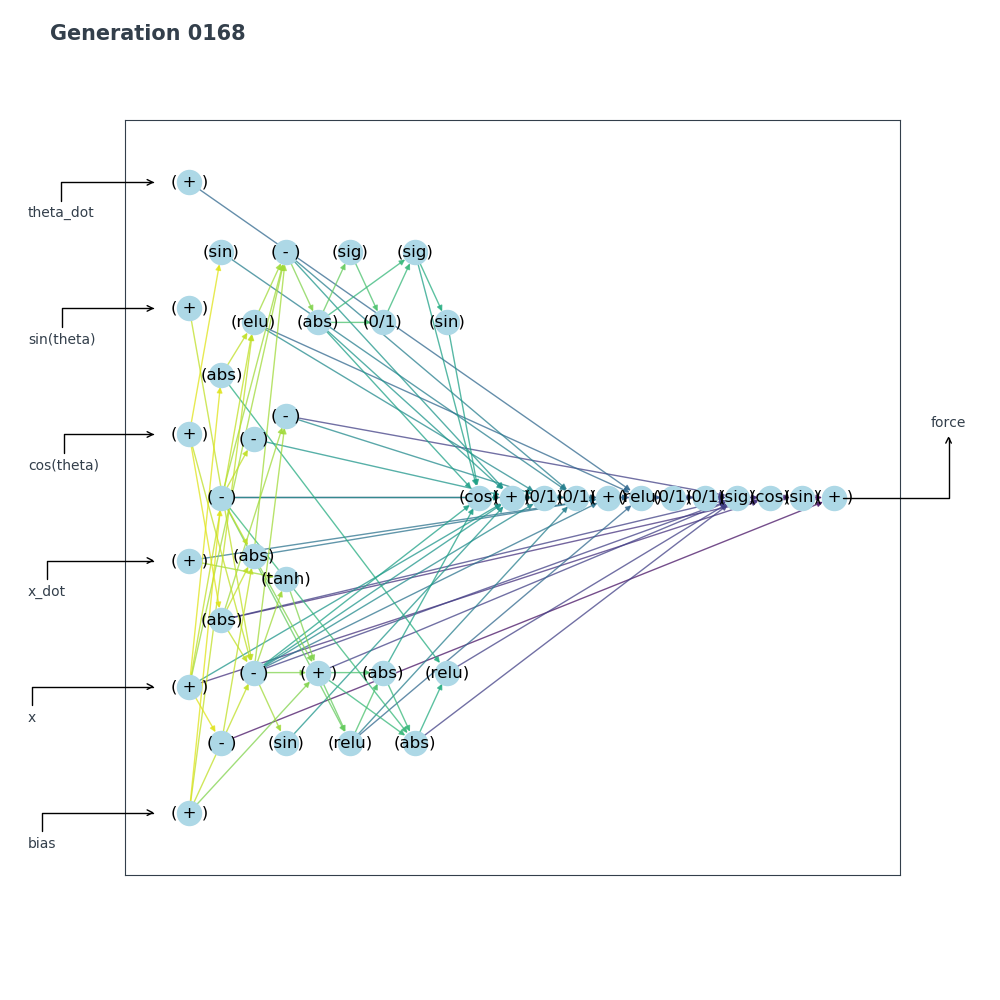 Generation 0168
( + )
theta_dot
(sin) ( - ) (sig) (sig)
( + )
sin(theta)
(relu) (abs) (0/1) (sin)
(abs)
( - )
( + )
cos(theta)
( - )
force
( - ) (cos) ( + ) (0/1) (0/1) ( + ) (relu) (0/1) (0/1) (sig) (cos) (sin) ( + )
(abs)
( + )
x_dot
(tanh)
(abs)
( - ) ( + ) (abs) (relu)
( + )
x
( - ) (sin) (relu) (abs)
( + )
bias